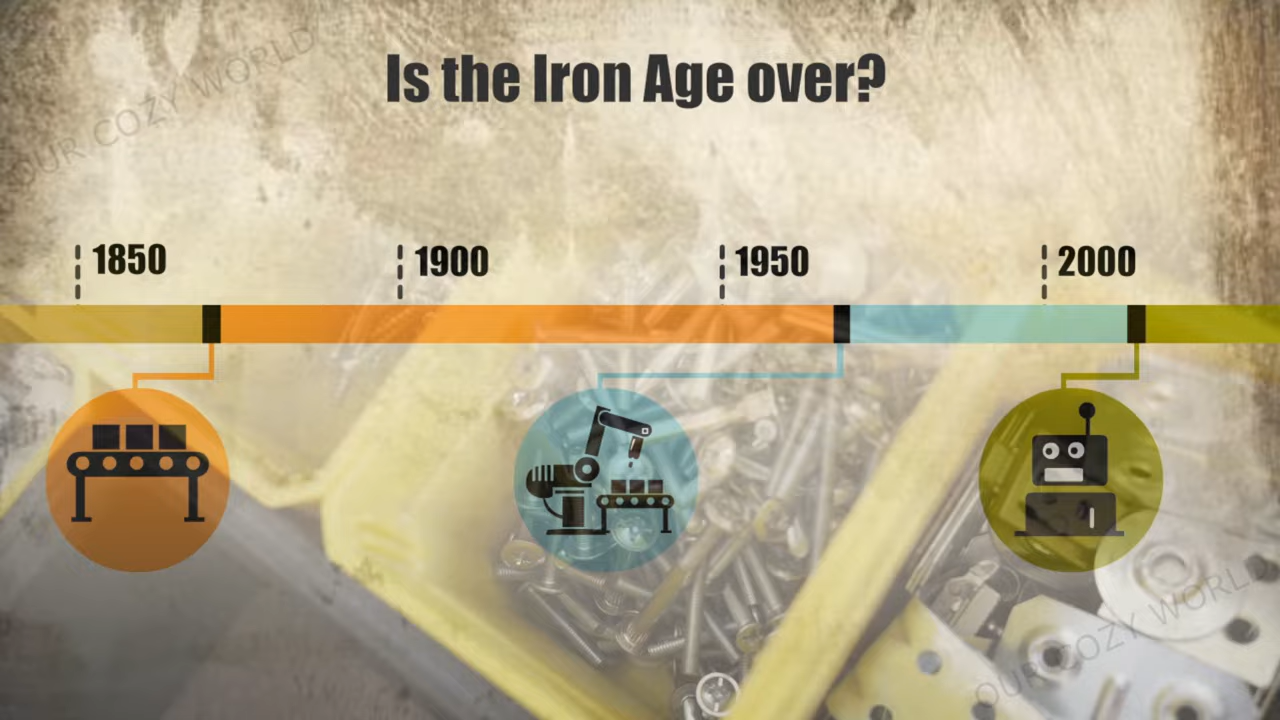 OUR COZY WORLD
Is the Iron Age over?
1850
1900
1950
2000
OUR COZY WORLD